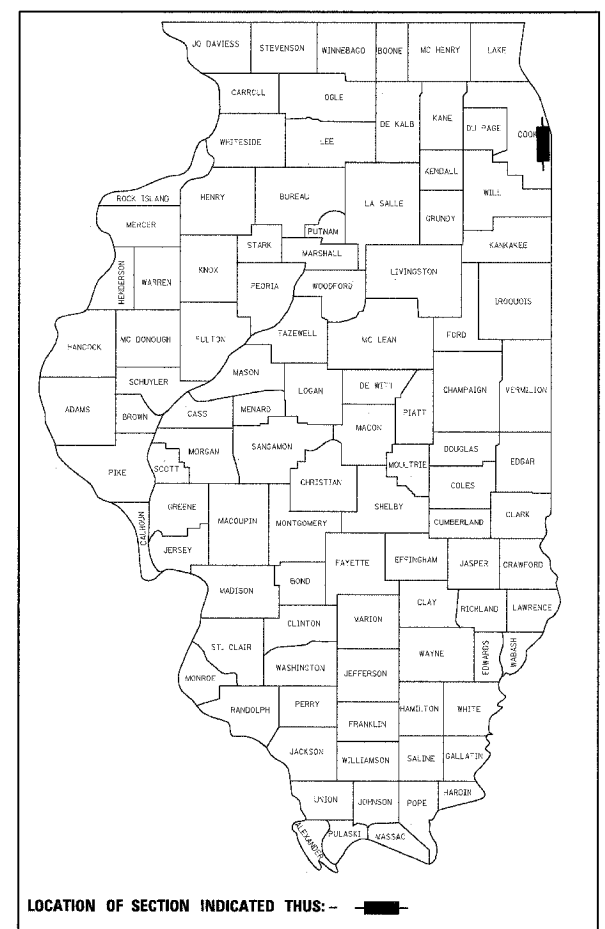 JO DAVIESS STEVENSON WINNEBAGO BOONE MC HENRY LAKE
CARROLL OGLE DE KALB KANE DU PAGE COOK
WHITESIDE LEE
KENDALL WILL
ROCK ISLAND HENRY BUREAU LA SALLE GRUNDY
MERCER PUTNAM KANKAKEE
STARK MARSHALL
HENDERSON WARREN KNOX PEORIA WOODFORD LIVINGSTON IROQUOIS
HANCOCK MC DONOUGH FULTON TAZEWELL MC LEAN FORD
SCHUYLER MASON LOGAN DE WITT CHAMPAIGN VERMILION
ADAMS BROWN CASS MENARD MACON PIATT
PIKE SCOTT MORGAN SANGAMON MOULTRIE DOUGLAS EDGAR
CHRISTIAN COLES
CALHOUN GREENE MACOUPIN MONTGOMERY SHELBY CUMBERLAND CLARK
JERSEY FAYETTE EFFINGHAM JASPER CRAWFORD
MADISON BOND CLAY RICHLAND LAWRENCE
CLINTON MARION
ST. CLAIR WAYNE EDWARDS WABASH
MONROE WASHINGTON JEFFERSON
RANDOLPH PERRY HAMILTON WHITE
FRANKLIN
JACKSON WILLIAMSON SALINE GALLATIN
UNION JOHNSON POPE HARDIN
ALEXANDER PULASKI MASSAC
LOCATION OF SECTION INDICATED THUS: -